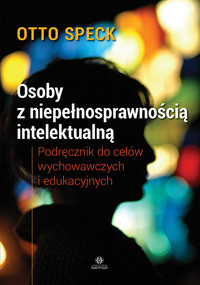 OTTO SPECK
Osoby
z niepełnosprawnością
intelektualną
Podręcznik do celów
wychowawczych
i edukacyjnych